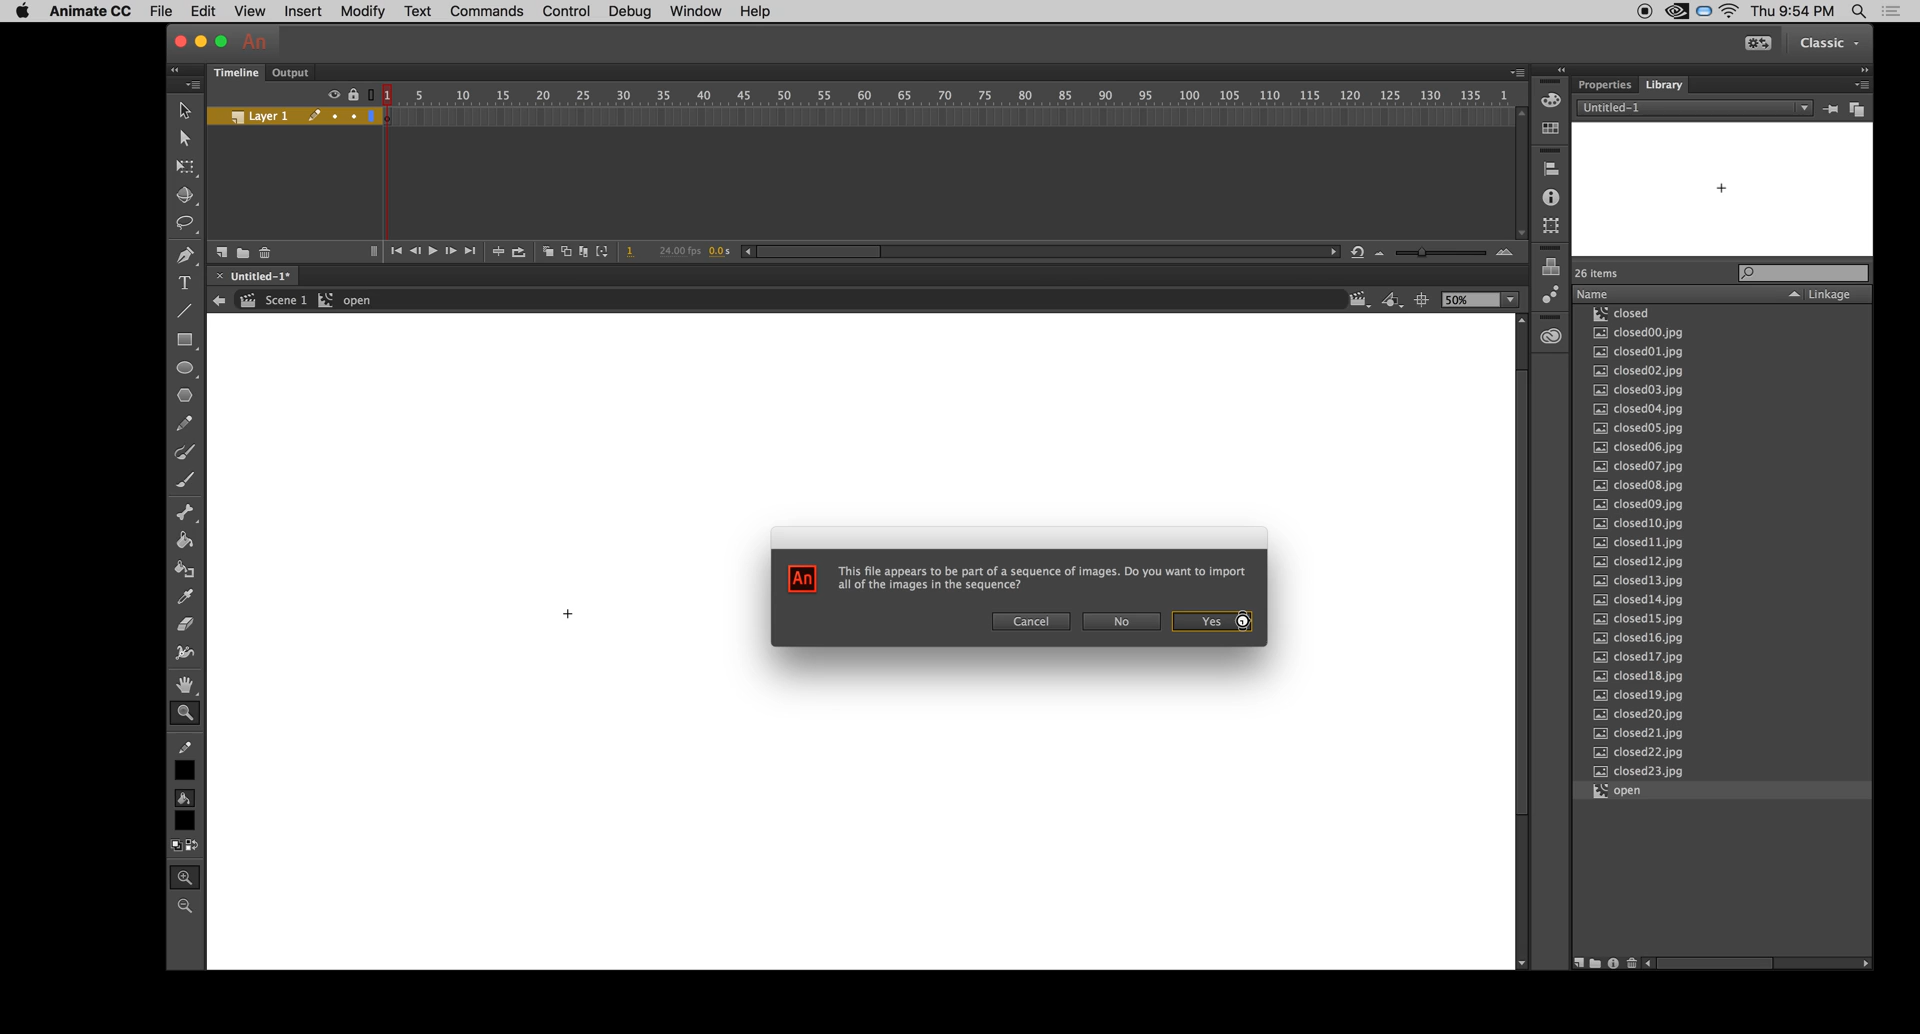 Animate CC File Edit View Insert Modify Text Commands Control Debug Window Help Thu 9:54 PM
An Classic
Timeline Output
1 5 10 15 20 25 30 35 40 45 50 55 60 65 70 75 80 85 90 95 100 105 110 115 120 125 130 135 1
Layer 1
1 24.00 fps 0.0 s
× Untitled-1*
Scene 1 open 50%
T
An This file appears to be part of a sequence of images. Do you want to import
all of the images in the sequence?
Cancel No Yes
Properties Library
Untitled-1
26 items
Name Linkage
closed
closed00.jpg
closed01.jpg
closed02.jpg
closed03.jpg
closed04.jpg
closed05.jpg
closed06.jpg
closed07.jpg
closed08.jpg
closed09.jpg
closed10.jpg
closed11.jpg
closed12.jpg
closed13.jpg
closed14.jpg
closed15.jpg
closed16.jpg
closed17.jpg
closed18.jpg
closed19.jpg
closed20.jpg
closed21.jpg
closed22.jpg
closed23.jpg
open